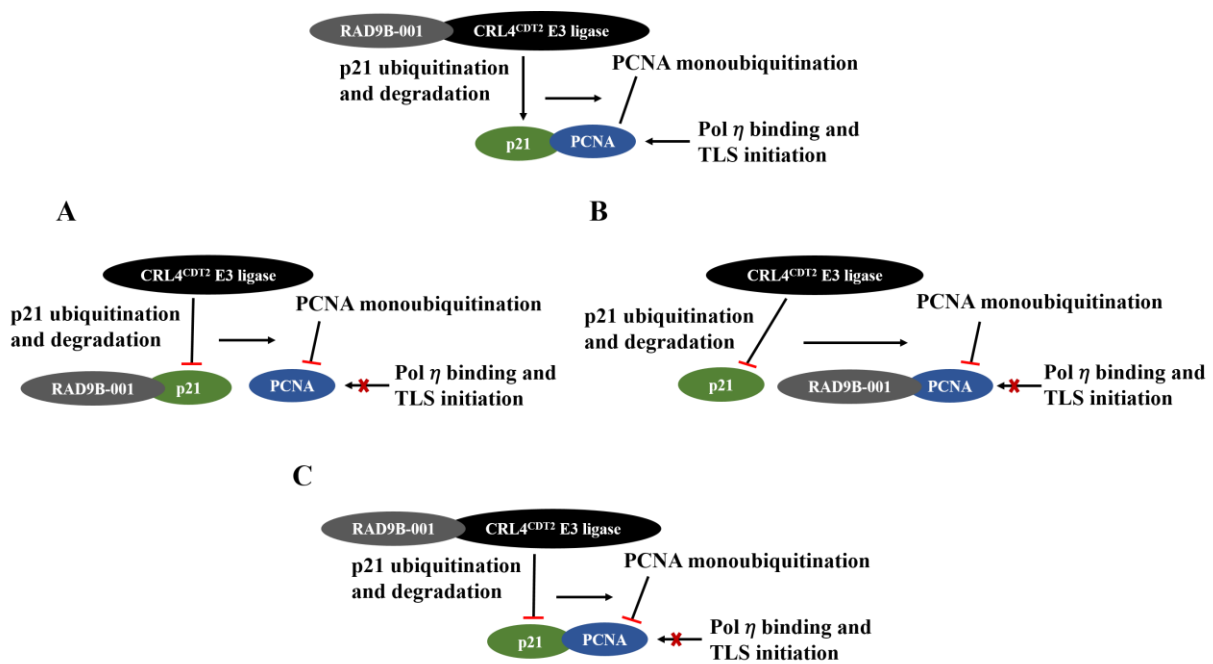 RAD9B-001
CRL4CDT2 E3 ligase
p21 ubiquitination
and degradation
PCNA monoubiquitination
p21
PCNA
Pol η binding and
TLS initiation
A
CRL4CDT2 E3 ligase
p21 ubiquitination
and degradation
PCNA monoubiquitination
RAD9B-001
p21
PCNA
Pol η binding and
TLS initiation
B
CRL4CDT2 E3 ligase
p21 ubiquitination
and degradation
PCNA monoubiquitination
p21
RAD9B-001
PCNA
Pol η binding and
TLS initiation
C
RAD9B-001
CRL4CDT2 E3 ligase
p21 ubiquitination
and degradation
PCNA monoubiquitination
p21
PCNA
Pol η binding and
TLS initiation